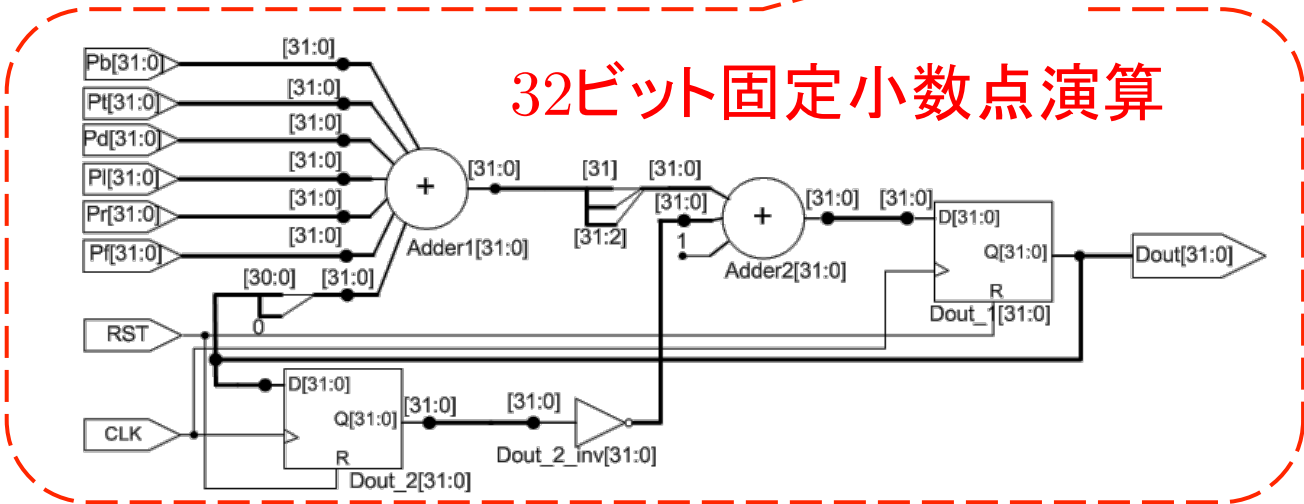 32ビット固定小数点演算
Pb[31:0]
[31:0]
Pt[31:0]
[31:0]
Pd[31:0]
[31:0]
Pl[31:0]
[31:0]
Pr[31:0]
[31:0]
Pf[31:0]
[31:0]
[30:0]
[31:0]
0
+
Adder1[31:0]
[31:0]
[31]
[31:0]
[31:2]
[31:0]
1
+
Adder2[31:0]
[31:0]
[31:0]
D[31:0]
Q[31:0]
R
Dout_1[31:0]
Dout[31:0]
RST
CLK
D[31:0]
Q[31:0]
R
Dout_2[31:0]
[31:0]
[31:0]
Dout_2_inv[31:0]